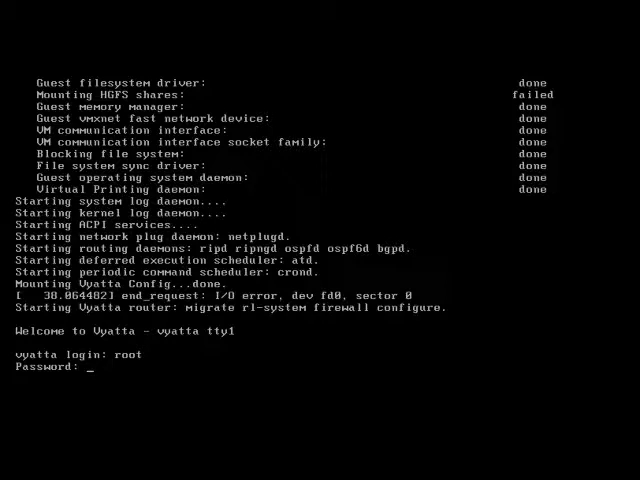 Guest filesystem driver: done
Mounting HGFS shares: failed
Guest memory manager: done
Guest vmxnet fast network device: done
VM communication interface: done
VM communication interface socket family: done
Blocking file system: done
File system sync driver: done
Guest operating system daemon: done
Virtual Printing daemon: done
Starting system log daemon....
Starting kernel log daemon....
Starting ACPI services....
Starting network plug daemon: netplugd.
Starting routing daemons: ripd ripngd ospfd ospf6d bgpd.
Starting deferred execution scheduler: atd.
Starting periodic command scheduler: crond.
Mounting Vyatta Config...done.
[   38.064482] end_request: I/O error, dev fd0, sector 0
Starting Vyatta router: migrate rl-system firewall configure.
Welcome to Vyatta - vyatta tty1
vyatta login: root
Password: _